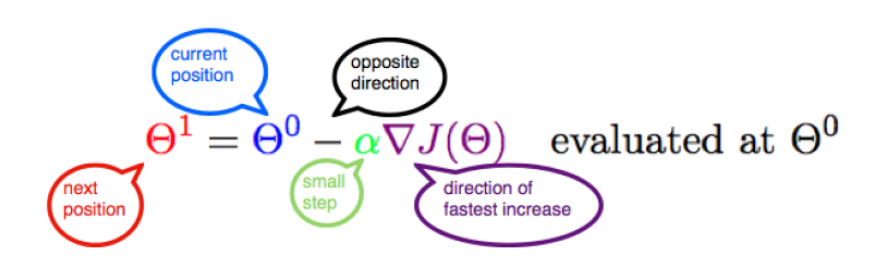 current
position
opposite
direction
Θ¹ = Θ⁰ − α∇J(Θ) evaluated at Θ⁰
next
position
small
step
direction of
fastest increase